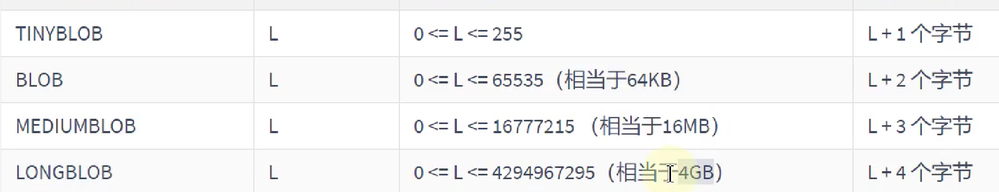 TINYBLOB L 0 <= L <= 255 L + 1 个字节
BLOB L 0 <= L <= 65535（相当于64KB） L + 2 个字节
MEDIUMBLOB L 0 <= L <= 16777215 （相当于16MB） L + 3 个字节
LONGBLOB L 0 <= L <= 4294967295（相当于4GB） L + 4 个字节